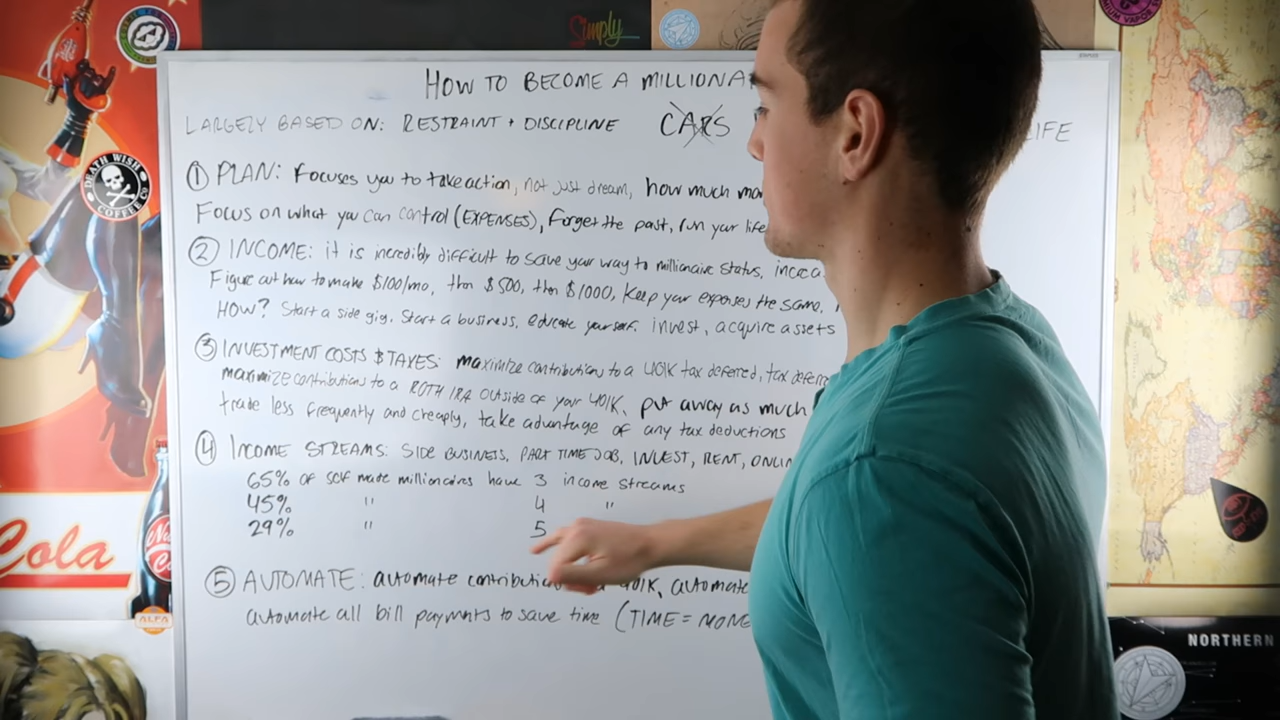 Simply
PREMIUM VAPOR
HOW TO BECOME A MILLIONA
LARGELY BASED ON: RESTRAINT + DISCIPLINE CARS LIFE
① PLAN: Focuses you to take action, not just dream, how much mo
Focus on what you can control (EXPENSES), Forget the past, run your life
② INCOME: it is incredibly difficult to save your way to millionaire status, increa
Figure out how to make $100/mo, then $500, then $1000, keep your expenses the same,
HOW? Start a side gig, Start a business, educate yourself, invest, acquire assets
③ INVESTMENT COSTS $ TAXES: maximize contribution to a 401K tax deferred, tax deferr
maximize contributions to a ROTH IRA outside of your 401K, put away as much
trade less frequently and cheaply, take advantage of any tax deductions
④ INCOME STREAMS: SIDE BUSINESS, PART TIME JOB, INVEST, RENT, ONLIN
65% of self made millionaires have 3 income streams
45% " 4 "
29% " 5
⑤ AUTOMATE: automate contributi 401K, automate
automate all bill payments to save time (TIME = MONE
DEATH WISH
COFFEE CO
Cola
Nu
Co
ALFA
NORTHERN